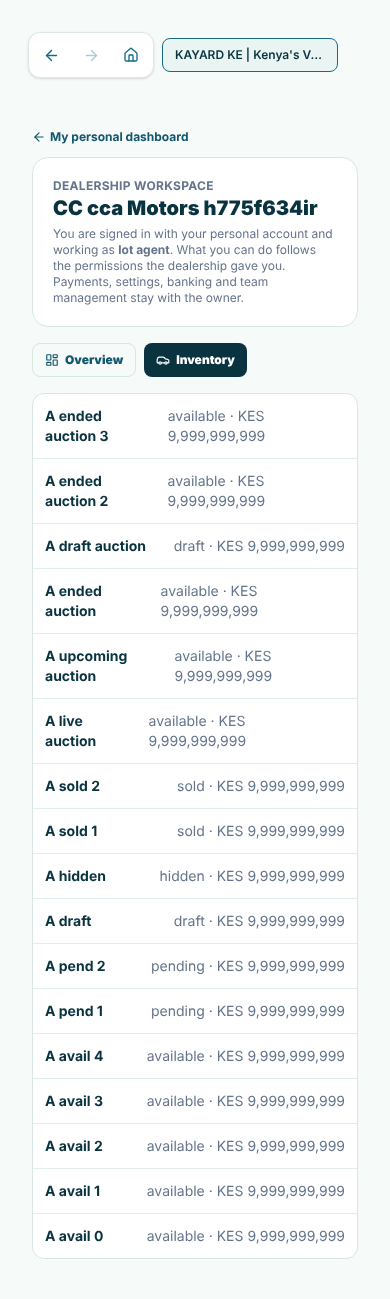 KAYARD KE | Kenya's V...
My personal dashboard
DEALERSHIP WORKSPACE
CC cca Motors h775f634ir
You are signed in with your personal account and
working as lot agent. What you can do follows
the permissions the dealership gave you.
Payments, settings, banking and team
management stay with the owner.
Overview
Inventory
A ended auction 3
available · KES 9,999,999,999
A ended auction 2
available · KES 9,999,999,999
A draft auction
draft · KES 9,999,999,999
A ended auction
available · KES 9,999,999,999
A upcoming auction
available · KES 9,999,999,999
A live auction
available · KES 9,999,999,999
A sold 2
sold · KES 9,999,999,999
A sold 1
sold · KES 9,999,999,999
A hidden
hidden · KES 9,999,999,999
A draft
draft · KES 9,999,999,999
A pend 2
pending · KES 9,999,999,999
A pend 1
pending · KES 9,999,999,999
A avail 4
available · KES 9,999,999,999
A avail 3
available · KES 9,999,999,999
A avail 2
available · KES 9,999,999,999
A avail 1
available · KES 9,999,999,999
A avail 0
available · KES 9,999,999,999